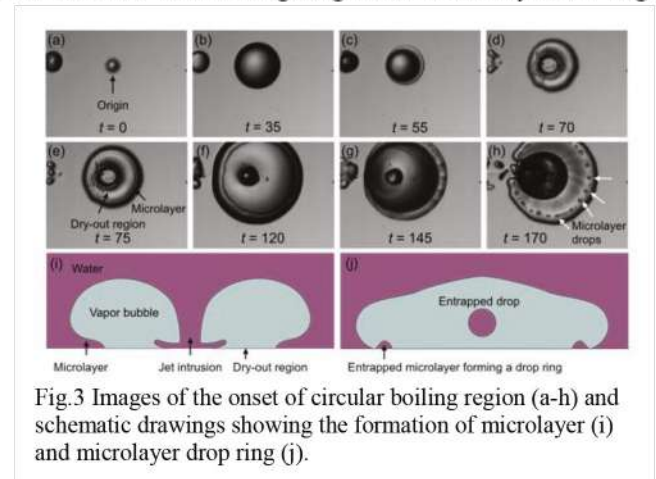 (a)
Origin
t = 0
(b)
t = 35
(c)
t = 55
(d)
t = 70
(e)
Microlayer
Dry-out region
t = 75
(f)
t = 120
(g)
t = 145
(h)
Microlayer
drops
t = 170
(i) Water
Vapor bubble
Microlayer
Jet intrusion
Dry-out region
(j)
Entrapped drop
Entrapped microlayer forming a drop ring
Fig.3 Images of the onset of circular boiling region (a-h) and
schematic drawings showing the formation of microlayer (i)
and microlayer drop ring (j).